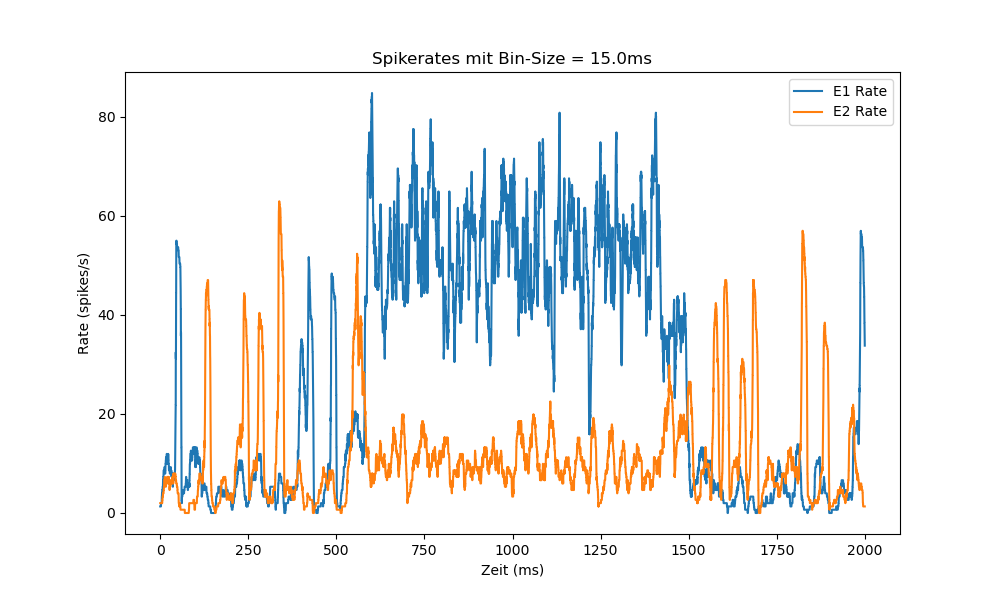 Spikerates mit Bin-Size = 15.0ms
E1 Rate
E2 Rate
80
60
40
20
0
Rate (spikes/s)
0 250 500 750 1000 1250 1500 1750 2000
Zeit (ms)